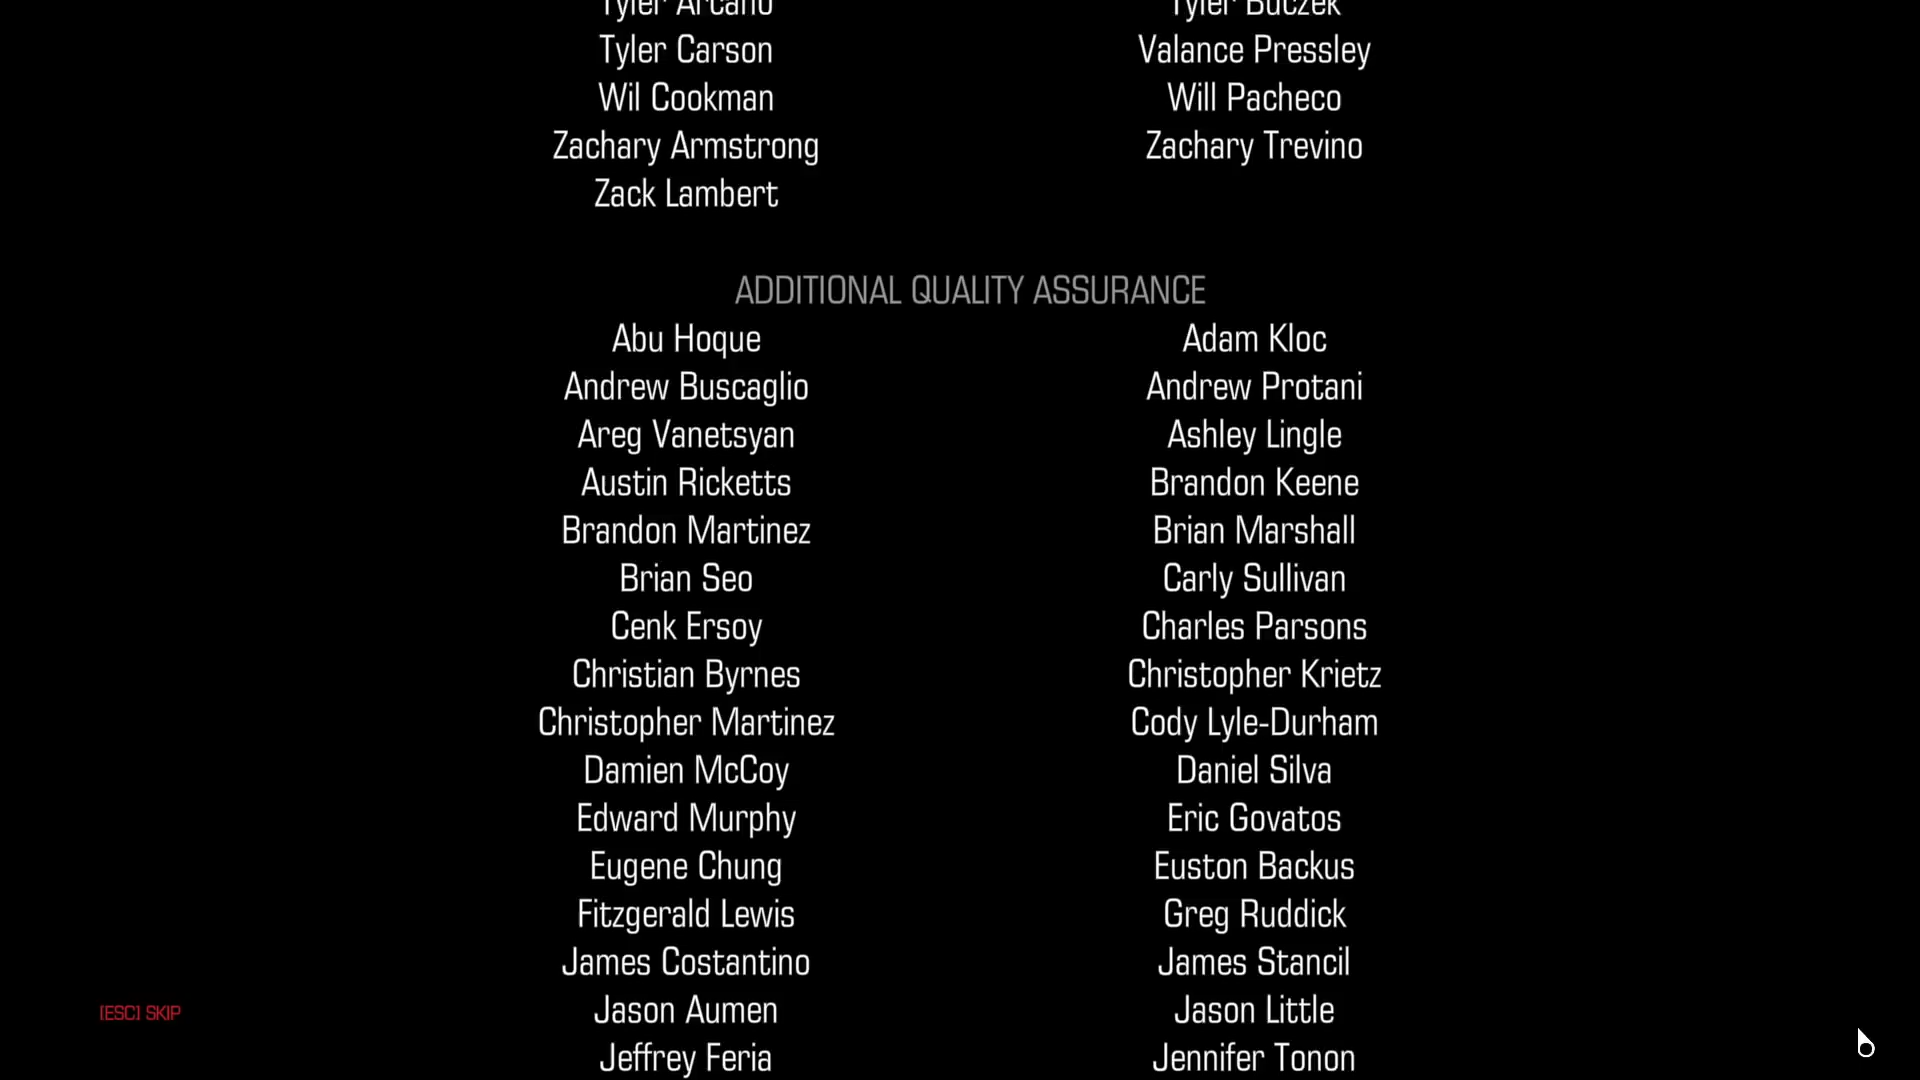 Tyler Arcano Tyler Buczek
Tyler Carson Valance Pressley
Wil Cookman Will Pacheco
Zachary Armstrong Zachary Trevino
Zack Lambert
ADDITIONAL QUALITY ASSURANCE
Abu Hoque Adam Kloc
Andrew Buscaglio Andrew Protani
Areg Vanetsyan Ashley Lingle
Austin Ricketts Brandon Keene
Brandon Martinez Brian Marshall
Brian Seo Carly Sullivan
Cenk Ersoy Charles Parsons
Christian Byrnes Christopher Krietz
Christopher Martinez Cody Lyle-Durham
Damien McCoy Daniel Silva
Edward Murphy Eric Govatos
Eugene Chung Euston Backus
Fitzgerald Lewis Greg Ruddick
James Costantino James Stancil
Jason Aumen Jason Little
[ESC] SKIP
Jeffrey Feria Jennifer Tonon